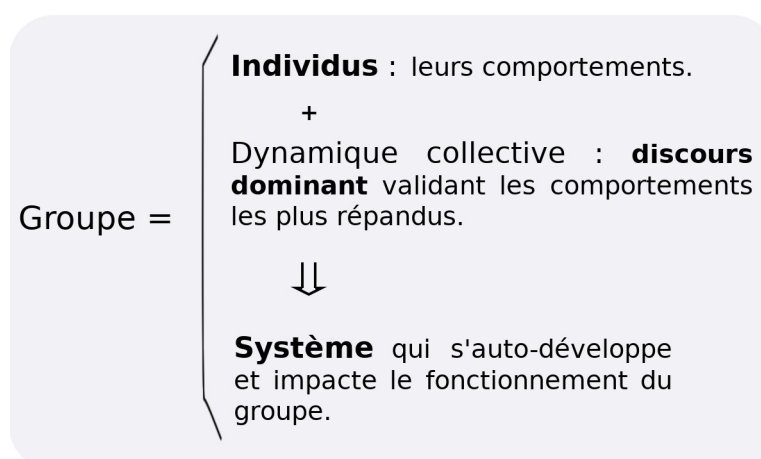 Individus : leurs comportements.
+
Dynamique collective : discours
dominant validant les comportements
les plus répandus.
Groupe =
⇓
Système qui s'auto-développe
et impacte le fonctionnement du
groupe.